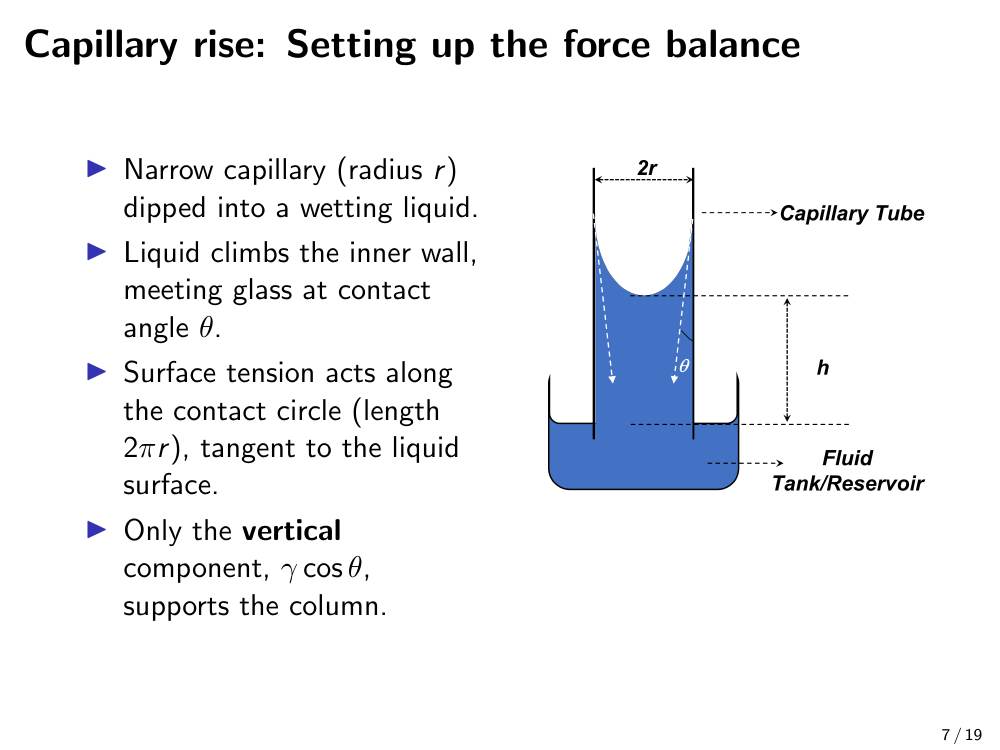 Capillary rise: Setting up the force balance
▶ Narrow capillary (radius r)
dipped into a wetting liquid.
▶ Liquid climbs the inner wall,
meeting glass at contact
angle θ.
▶ Surface tension acts along
the contact circle (length
2πr), tangent to the liquid
surface.
▶ Only the vertical
component, γ cos θ,
supports the column.
2r
Capillary Tube
θ
h
Fluid
Tank/Reservoir
7 / 19